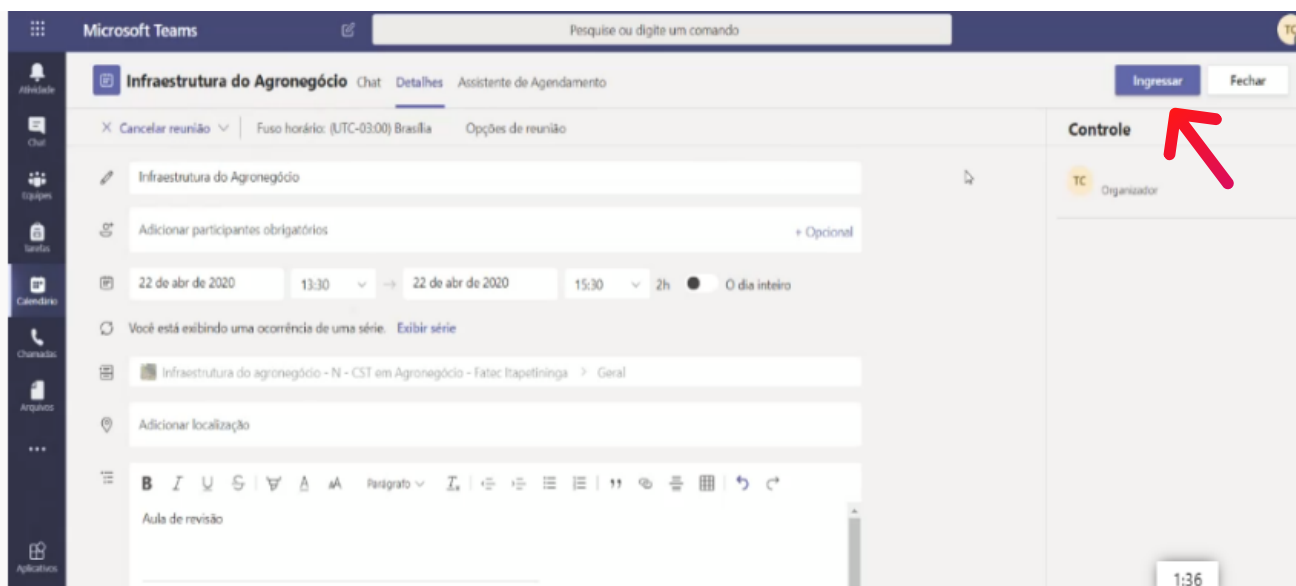 Microsoft Teams
Pesquise ou digite um comando
TC
Atividade
Chat
Equipes
Tarefas
Calendário
Chamadas
Arquivos
Aplicativos
Infraestrutura do Agronegócio Chat Detalhes Assistente de Agendamento
Ingressar Fechar
Cancelar reunião Fuso horário: (UTC-03:00) Brasília Opções de reunião
Infraestrutura do Agronegócio
Adicionar participantes obrigatórios + Opcional
22 de abr de 2020 13:30 → 22 de abr de 2020 15:30 2h O dia inteiro
Você está exibindo uma ocorrência de uma série. Exibir série
Infraestrutura do agronegócio - N - CST em Agronegócio - Fatec Itapetininga > Geral
Adicionar localização
B I U S A AA Parágrafo
Aula de revisão
Controle
TC
Organizador
1:36